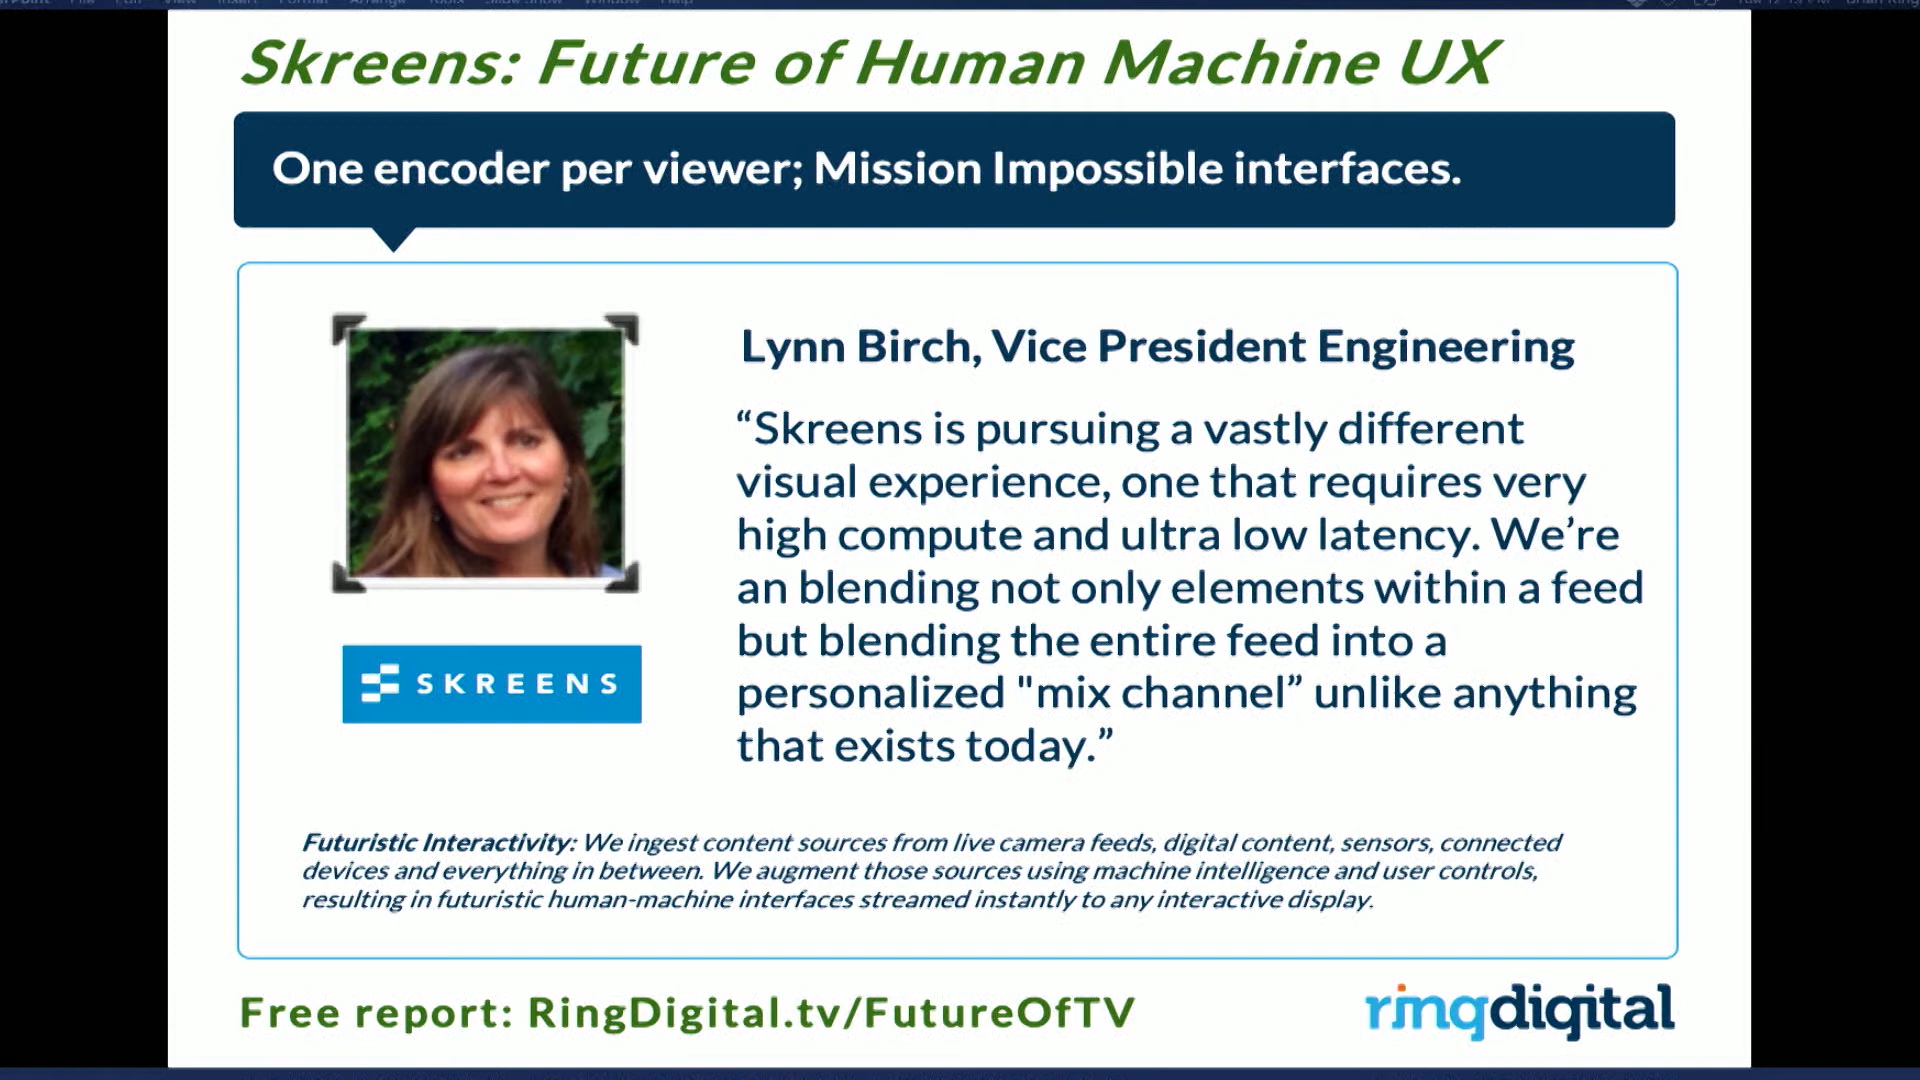 Skreens: Future of Human Machine UX
One encoder per viewer; Mission Impossible interfaces.
Lynn Birch, Vice President Engineering
“Skreens is pursuing a vastly different
visual experience, one that requires very
high compute and ultra low latency. We’re
an blending not only elements within a feed
but blending the entire feed into a
personalized "mix channel” unlike anything
that exists today.”
SKREENS
Futuristic Interactivity: We ingest content sources from live camera feeds, digital content, sensors, connected
devices and everything in between. We augment those sources using machine intelligence and user controls,
resulting in futuristic human-machine interfaces streamed instantly to any interactive display.
Free report: RingDigital.tv/FutureOfTV
ringdigital